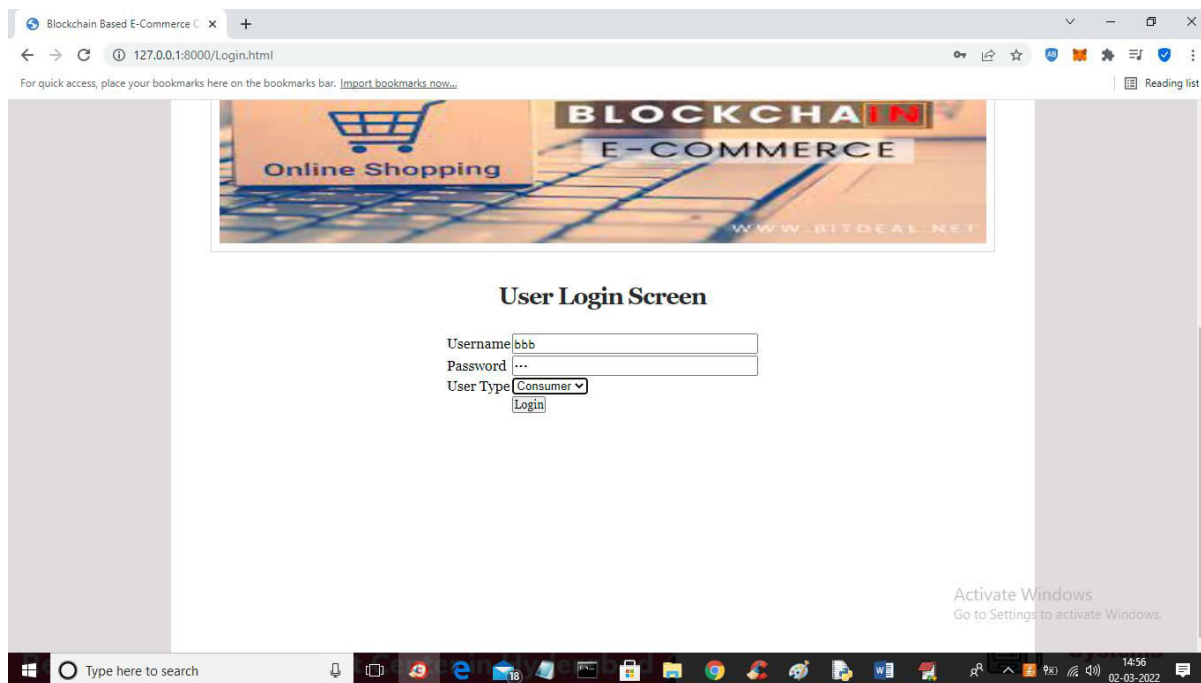 Blockchain Based E-Commerce C
127.0.0.1:8000/Login.html
For quick access, place your bookmarks here on the bookmarks bar. Import bookmarks now...
Reading list
BLOCKCHAIN
E-COMMERCE
Online Shopping
WWW.BITDEAL.NET
User Login Screen
Username bbb
Password ...
User Type Consumer
Login
Activate Windows
Go to Settings to activate Windows.
Type here to search
18
14:56
02-03-2022